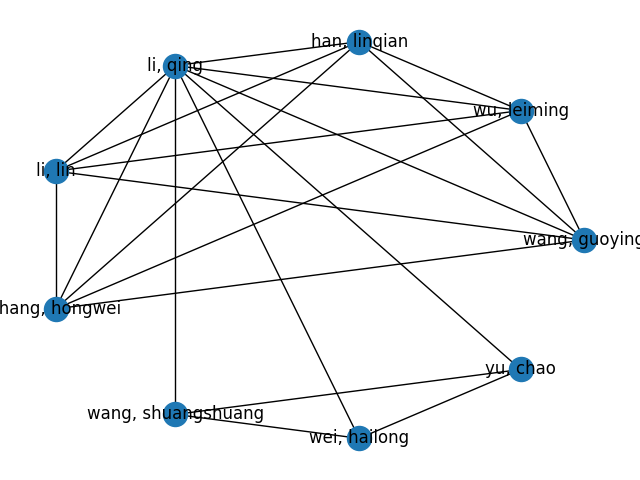 han, linqian
li, qing
wu, leiming
li, lin
wang, guoying
hang, hongwei
yu, chao
wang, shuangshuang
wei, hailong